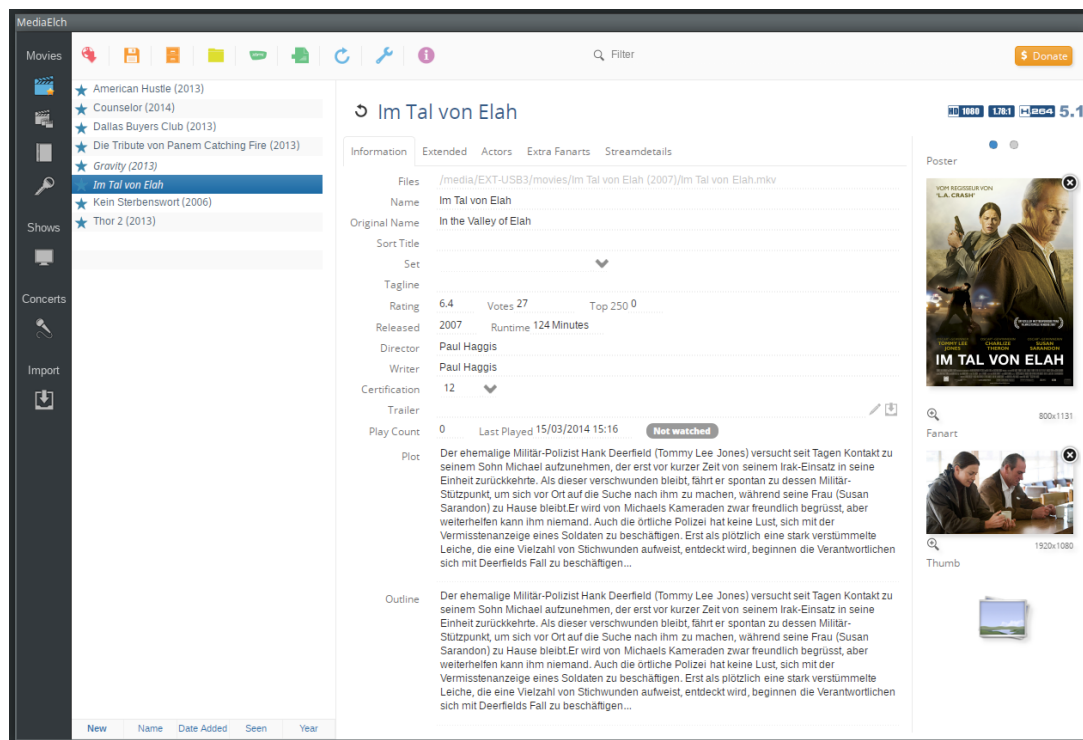 MediaElch
Movies
Shows
Concerts
Import
Filter
$ Donate
American Hustle (2013)
Counselor (2014)
Dallas Buyers Club (2013)
Die Tribute von Panem Catching Fire (2013)
Gravity (2013)
Im Tal von Elah
Kein Sterbenswort (2006)
Thor 2 (2013)
New Name Date Added Seen Year
Im Tal von Elah
HD 1080 1.78:1 H264 5.1
Information Extended Actors Extra Fanarts Streamdetails
Files /media/EXT-USB3/movies/Im Tal von Elah (2007)/Im Tal von Elah.mkv
Name Im Tal von Elah
Original Name In the Valley of Elah
Sort Title
Set
Tagline
Rating 6.4 Votes 27 Top 250 0
Released 2007 Runtime 124 Minutes
Director Paul Haggis
Writer Paul Haggis
Certification 12
Trailer
Play Count 0 Last Played 15/03/2014 15:16 Not watched
Plot Der ehemalige Militär-Polizist Hank Deerfield (Tommy Lee Jones) versucht seit Tagen Kontakt zu
seinem Sohn Michael aufzunehmen, der erst vor kurzer Zeit von seinem Irak-Einsatz in seine
Einheit zurückkehrte. Als dieser verschwunden bleibt, fährt er spontan zu dessen Militär-
Stützpunkt, um sich vor Ort auf die Suche nach ihm zu machen, während seine Frau (Susan
Sarandon) zu Hause bleibt.Er wird von Michaels Kameraden zwar freundlich begrüsst, aber
weiterhelfen kann ihm niemand. Auch die örtliche Polizei hat keine Lust, sich mit der
Vermisstenanzeige eines Soldaten zu beschäftigen. Erst als plötzlich eine stark verstümmelte
Leiche, die eine Vielzahl von Stichwunden aufweist, entdeckt wird, beginnen die Verantwortlichen
sich mit Deerfields Fall zu beschäftigen...
Outline Der ehemalige Militär-Polizist Hank Deerfield (Tommy Lee Jones) versucht seit Tagen Kontakt zu
seinem Sohn Michael aufzunehmen, der erst vor kurzer Zeit von seinem Irak-Einsatz in seine
Einheit zurückkehrte. Als dieser verschwunden bleibt, fährt er spontan zu dessen Militär-
Stützpunkt, um sich vor Ort auf die Suche nach ihm zu machen, während seine Frau (Susan
Sarandon) zu Hause bleibt.Er wird von Michaels Kameraden zwar freundlich begrüsst, aber
weiterhelfen kann ihm niemand. Auch die örtliche Polizei hat keine Lust, sich mit der
Vermisstenanzeige eines Soldaten zu beschäftigen. Erst als plötzlich eine stark verstümmelte
Leiche, die eine Vielzahl von Stichwunden aufweist, entdeckt wird, beginnen die Verantwortlichen
sich mit Deerfields Fall zu beschäftigen...
Poster
VOM REGISSEUR VON
'L.A. CRASH'
TOMMY LEE JONES
CHARLIZE THERON
SUSAN SARANDON
IM TAL VON ELAH
800x1131
Fanart
1920x1080
Thumb